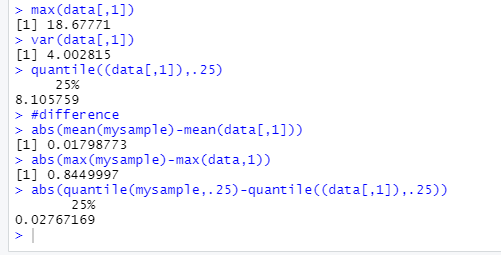 > max(data[,1])
[1] 18.67771
> var(data[,1])
[1] 4.002815
> quantile((data[,1]),.25)
25%
8.105759
> #difference
> abs(mean(mysample)-mean(data[,1]))
[1] 0.01798773
> abs(max(mysample)-max(data,1))
[1] 0.8449997
> abs(quantile(mysample,.25)-quantile((data[,1]),.25))
25%
0.02767169
>